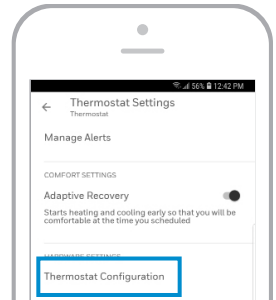 56% 12:42 PM
Thermostat Settings
Thermostat
Manage Alerts
COMFORT SETTINGS
Adaptive Recovery
Starts heating and cooling early so that you will be
comfortable at the time you scheduled
HARDWARE SETTINGS
Thermostat Configuration